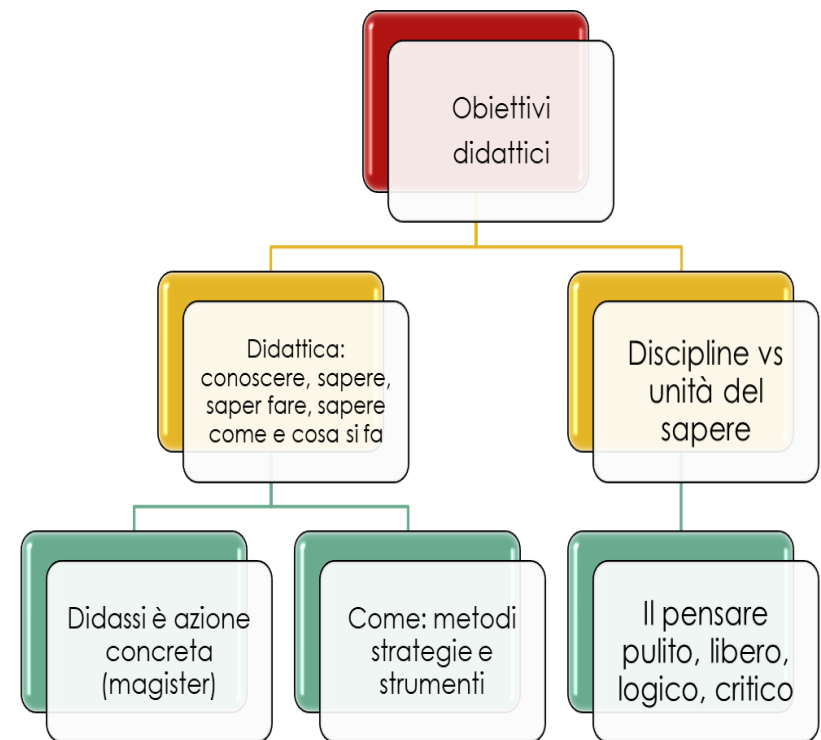 Obiettivi
didattici
Didattica:
conoscere, sapere,
saper fare, sapere
come e cosa si fa
Discipline vs
unità del
sapere
Didassi è azione
concreta
(magister)
Come: metodi
strategie e
strumenti
Il pensare
pulito, libero,
logico, critico